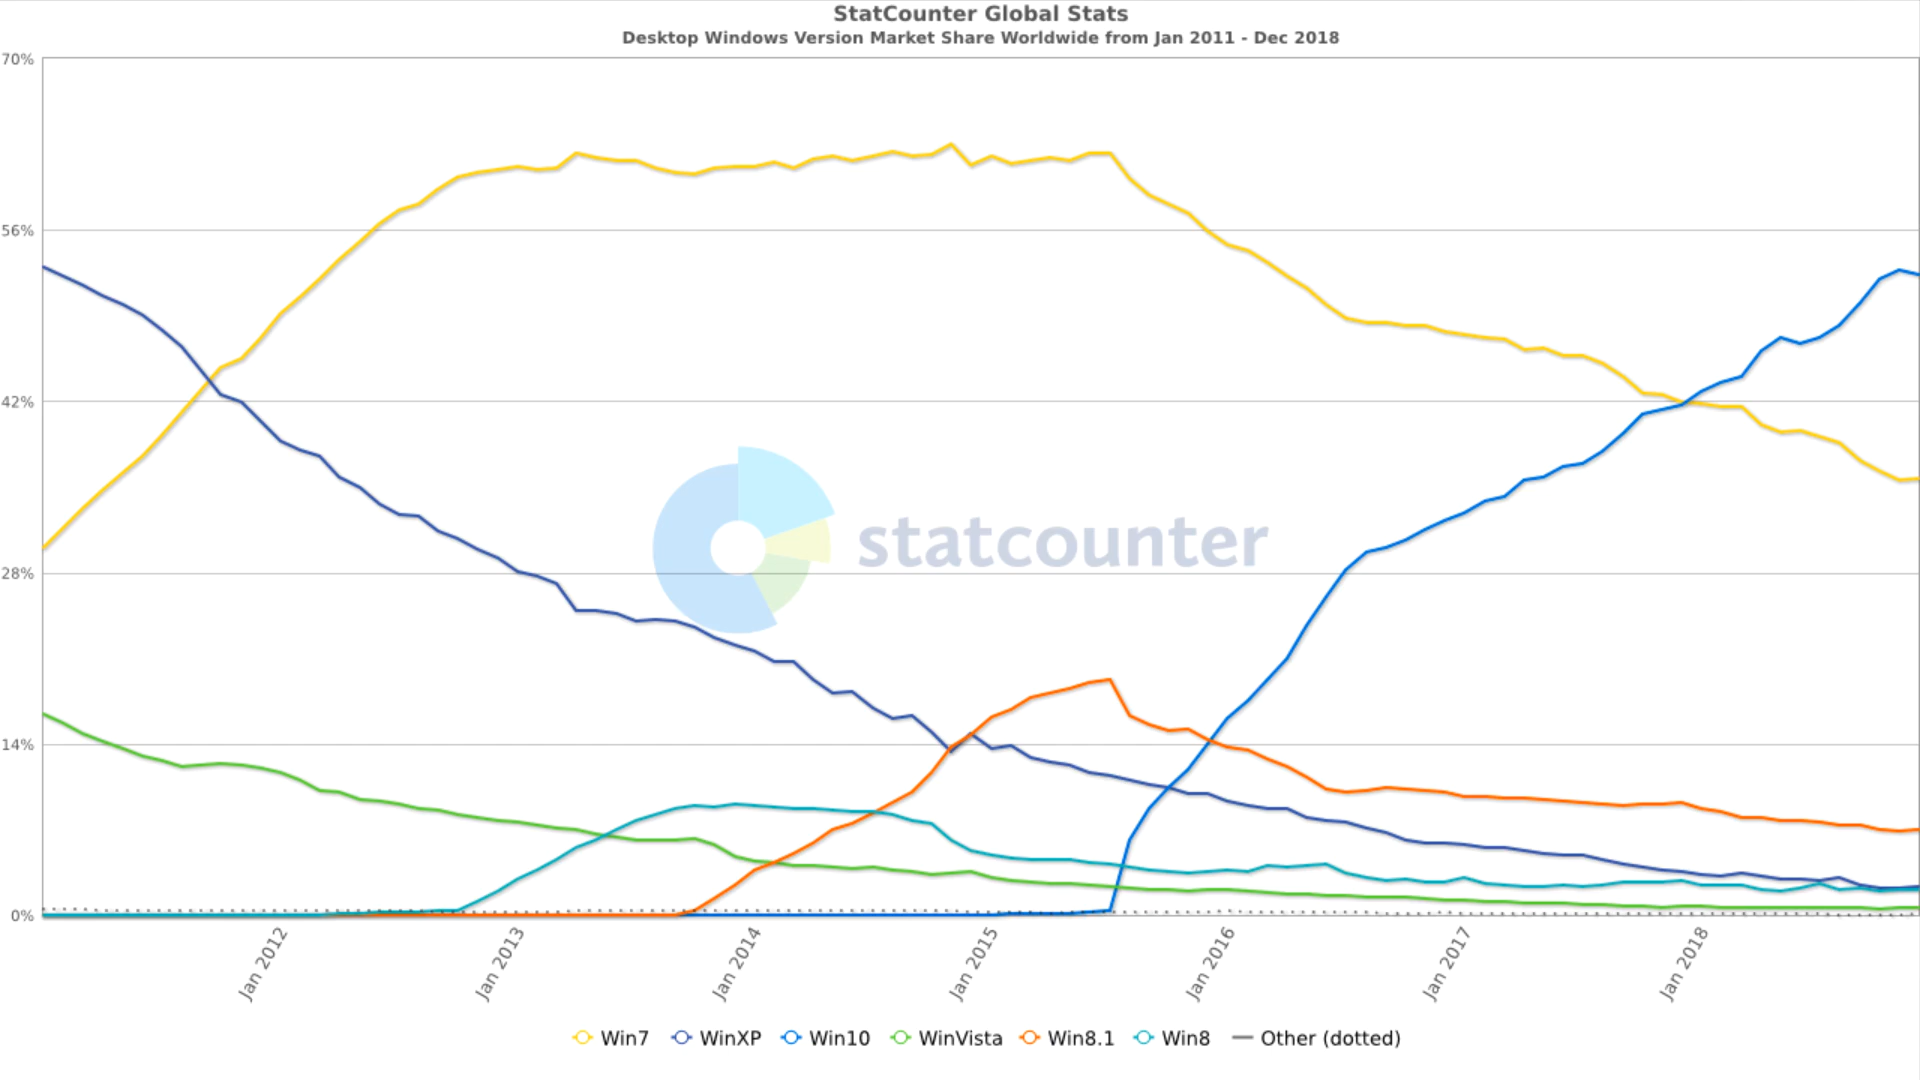 StatCounter Global Stats
Desktop Windows Version Market Share Worldwide from Jan 2011 - Dec 2018
70%
56%
42%
28%
14%
0%
statcounter
Jan 2012
Jan 2013
Jan 2014
Jan 2015
Jan 2016
Jan 2017
Jan 2018
Win7 WinXP Win10 WinVista Win8.1 Win8 Other (dotted)